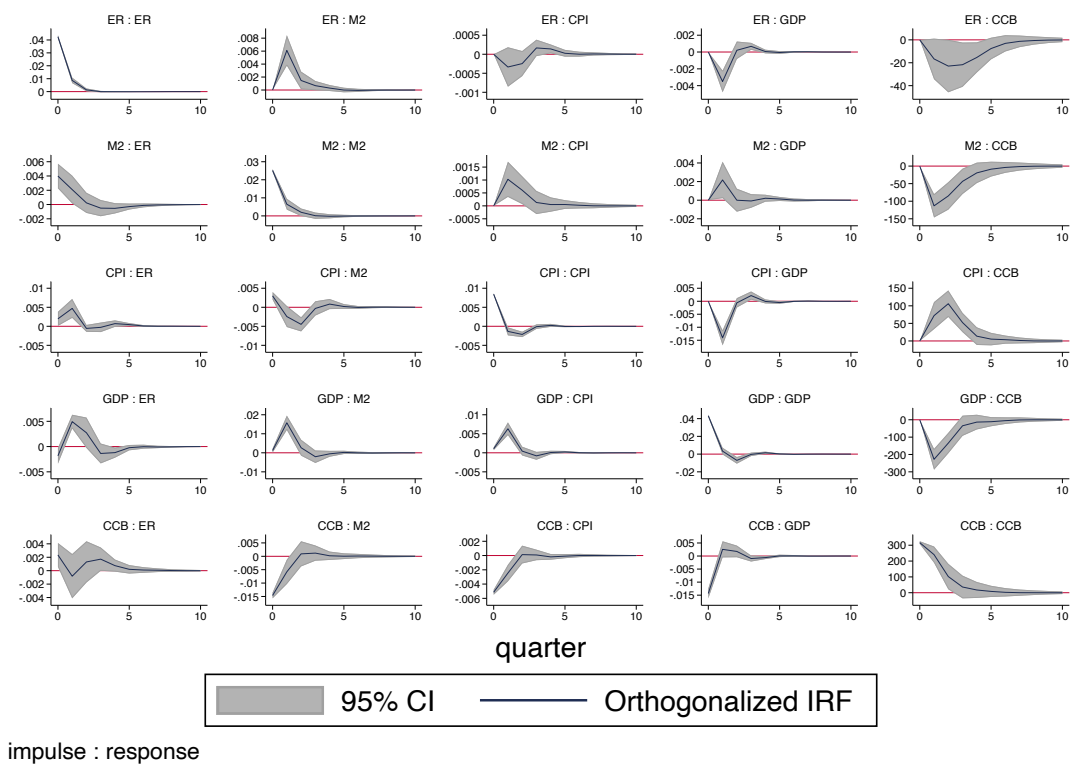 ER : ER
.04
.03
.02
.01
0
0 5 10
ER : M2
.008
.006
.004
.002
0
0 5 10
ER : CPI
.0005
0
-.0005
-.001
0 5 10
ER : GDP
.002
0
-.002
-.004
0 5 10
ER : CCB
0
-20
-40
0 5 10
M2 : ER
.006
.004
.002
0
-.002
0 5 10
M2 : M2
.03
.02
.01
0
0 5 10
M2 : CPI
.0015
.001
.0005
0
-.0005
0 5 10
M2 : GDP
.004
.002
0
-.002
0 5 10
M2 : CCB
0
-50
-100
-150
0 5 10
CPI : ER
.01
.005
0
-.005
0 5 10
CPI : M2
.005
0
-.005
-.01
0 5 10
CPI : CPI
.01
.005
0
-.005
0 5 10
CPI : GDP
.005
0
-.005
-.01
-.015
0 5 10
CPI : CCB
150
100
50
0
0 5 10
GDP : ER
.005
0
-.005
0 5 10
GDP : M2
.02
.01
0
-.01
0 5 10
GDP : CPI
.01
.005
0
-.005
0 5 10
GDP : GDP
.04
.02
0
-.02
0 5 10
GDP : CCB
0
-100
-200
-300
0 5 10
CCB : ER
.004
.002
0
-.002
-.004
0 5 10
CCB : M2
.005
0
-.005
-.01
-.015
0 5 10
CCB : CPI
.002
0
-.002
-.004
-.006
0 5 10
CCB : GDP
.005
0
-.005
-.01
-.015
0 5 10
CCB : CCB
300
200
100
0
0 5 10
quarter
95% CI Orthogonalized IRF
impulse : response